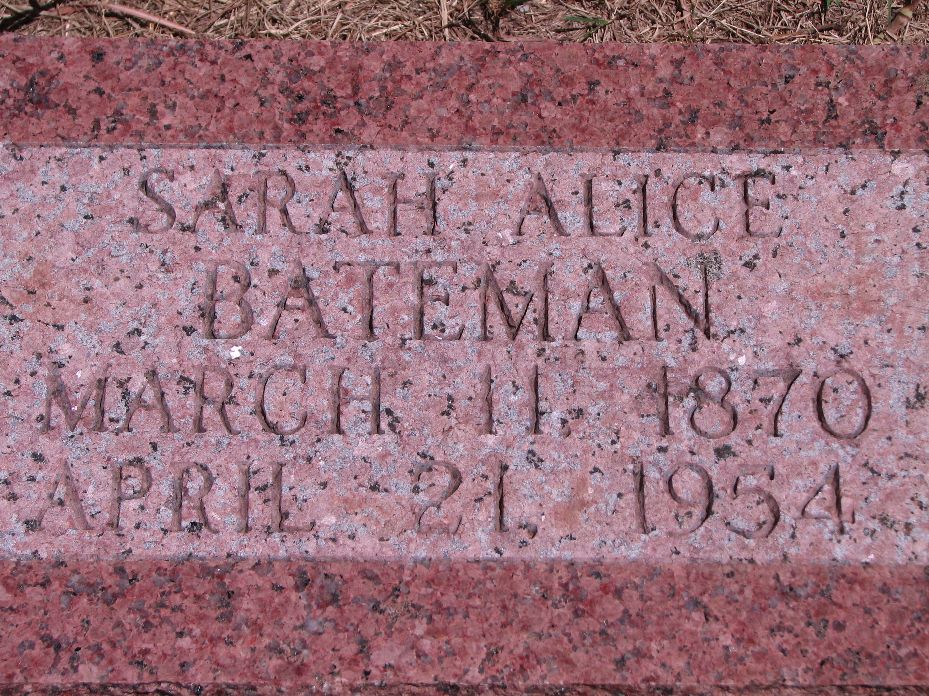 SARAH ALICE
BATEMAN
MARCH 11, 1870
APRIL 21, 1954